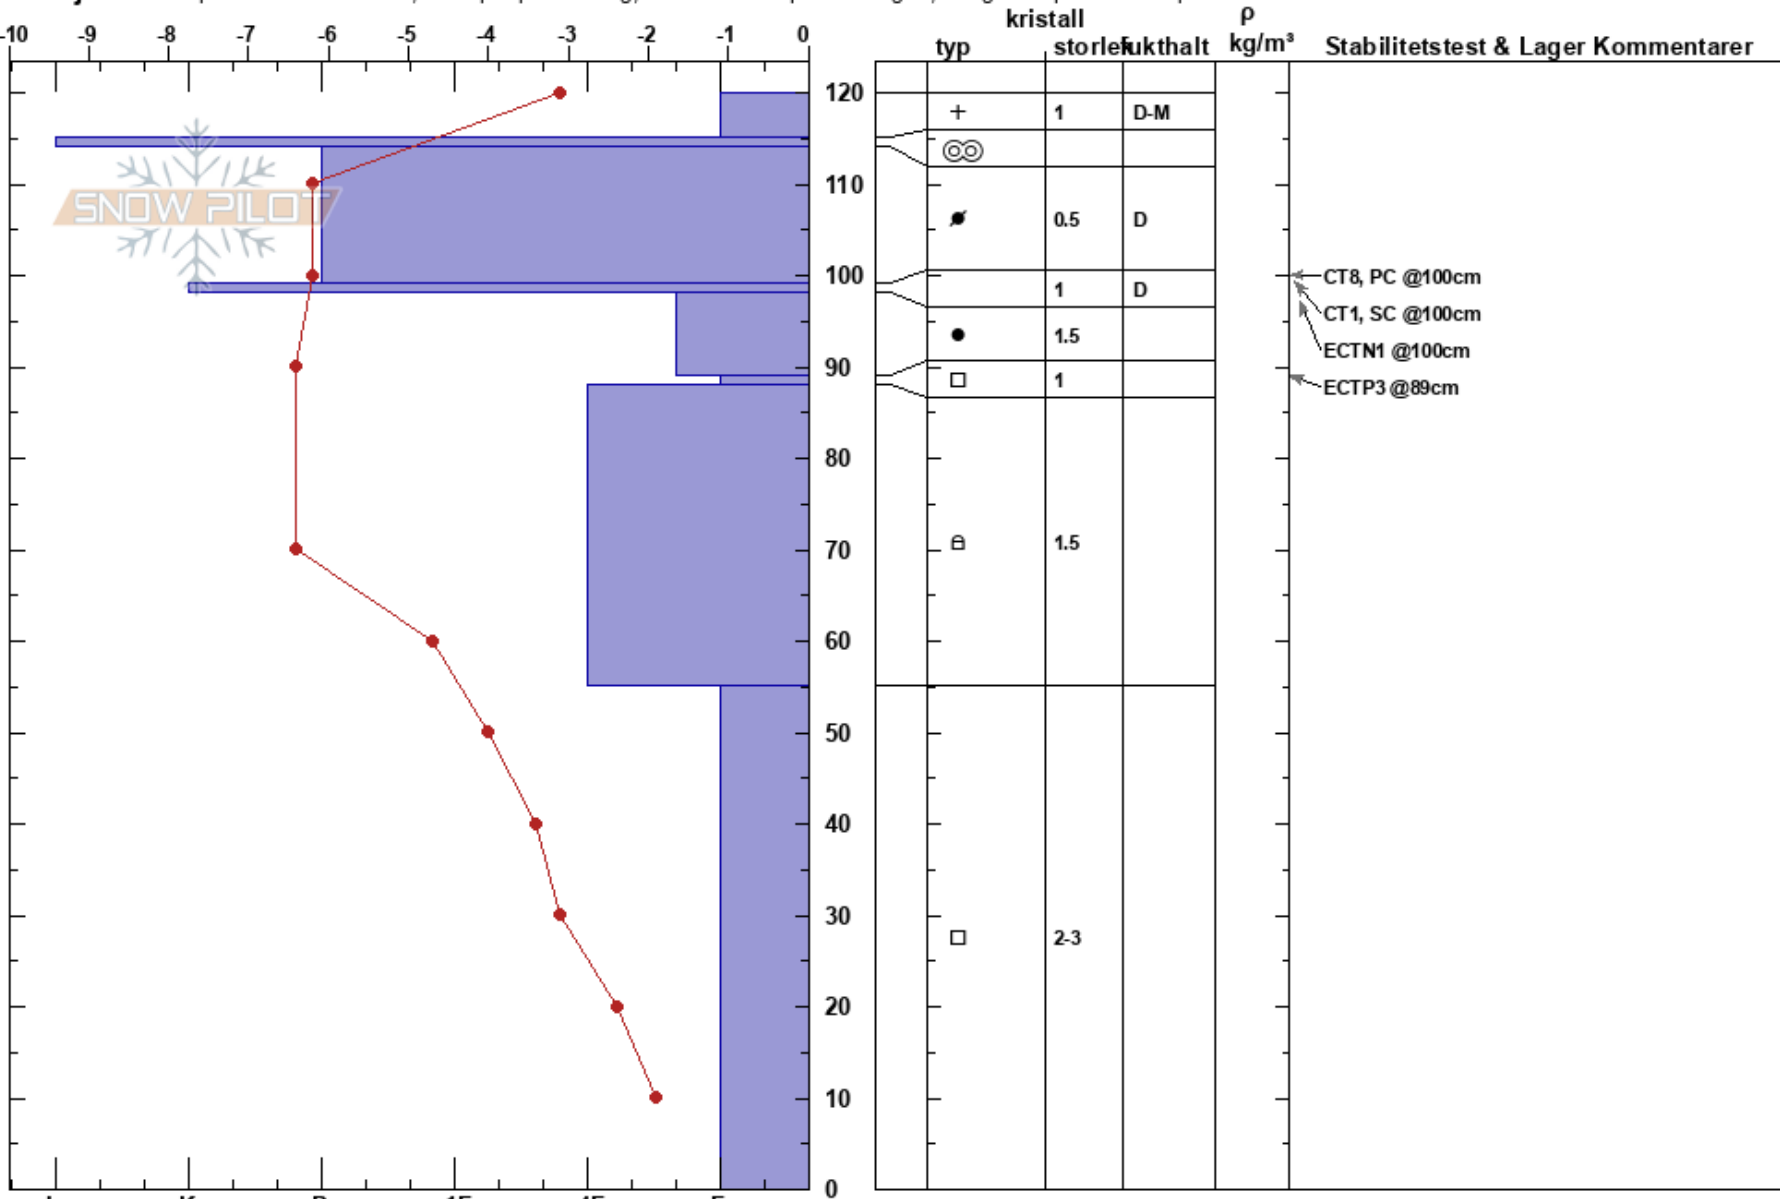 kristall ρ
-10 -9 -8 -7 -6 -5 -4 -3 -2 -1 0 typ storlek fukthalt kg/m³ Stabilitetstest & Lager Kommentarer
120
+ 1 D-M
110
SNOW PILOT
0.5 D
100
CT8, PC @100cm
1 D
CT1, SC @100cm
1.5
ECTN1 @100cm
90
1
ECTP3 @89cm
80
70
1.5
60
50
40
30
2-3
20
10
0